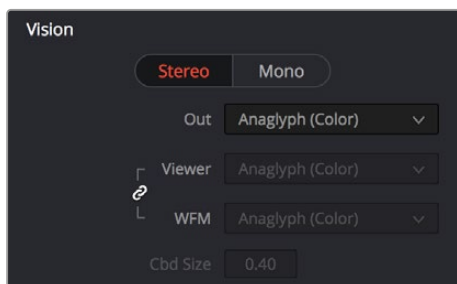 Vision
Stereo Mono
Out Anaglyph (Color)
Viewer Anaglyph (Color)
WFM Anaglyph (Color)
Cbd Size 0.40